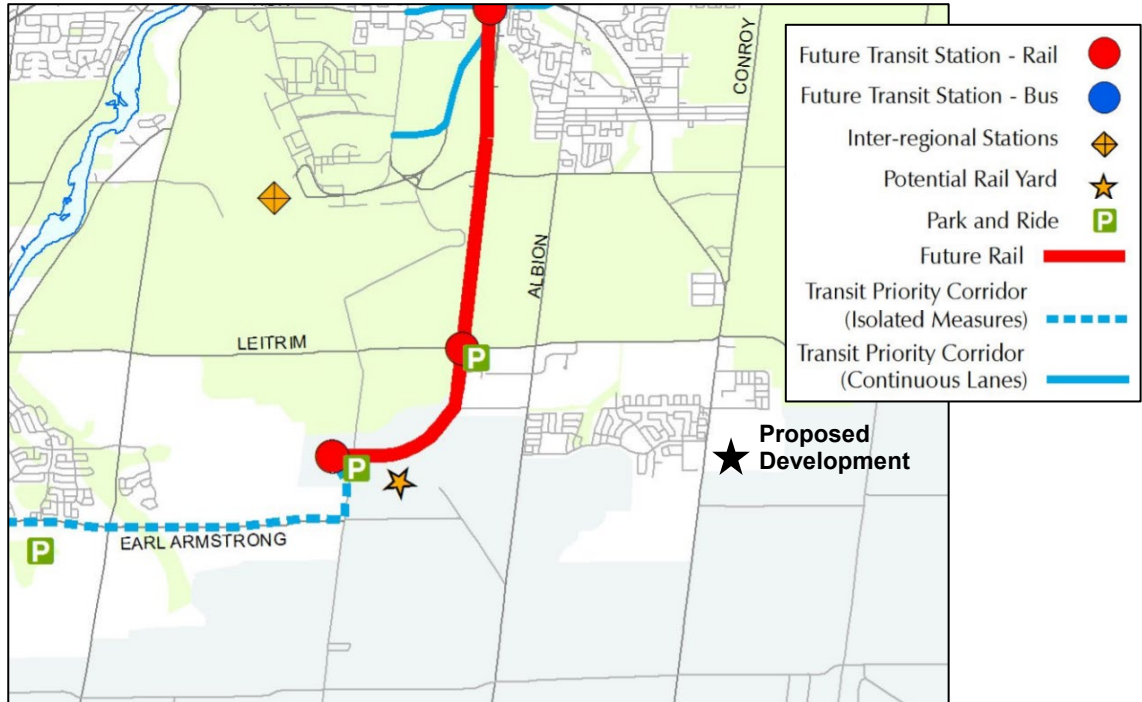 CONROY
ALBION
LEITRIM
EARL ARMSTRONG
P
P
P
Proposed
Development
Future Transit Station - Rail
Future Transit Station - Bus
Inter-regional Stations
Potential Rail Yard
Park and Ride
P
Future Rail
Transit Priority Corridor
(Isolated Measures)
Transit Priority Corridor
(Continuous Lanes)